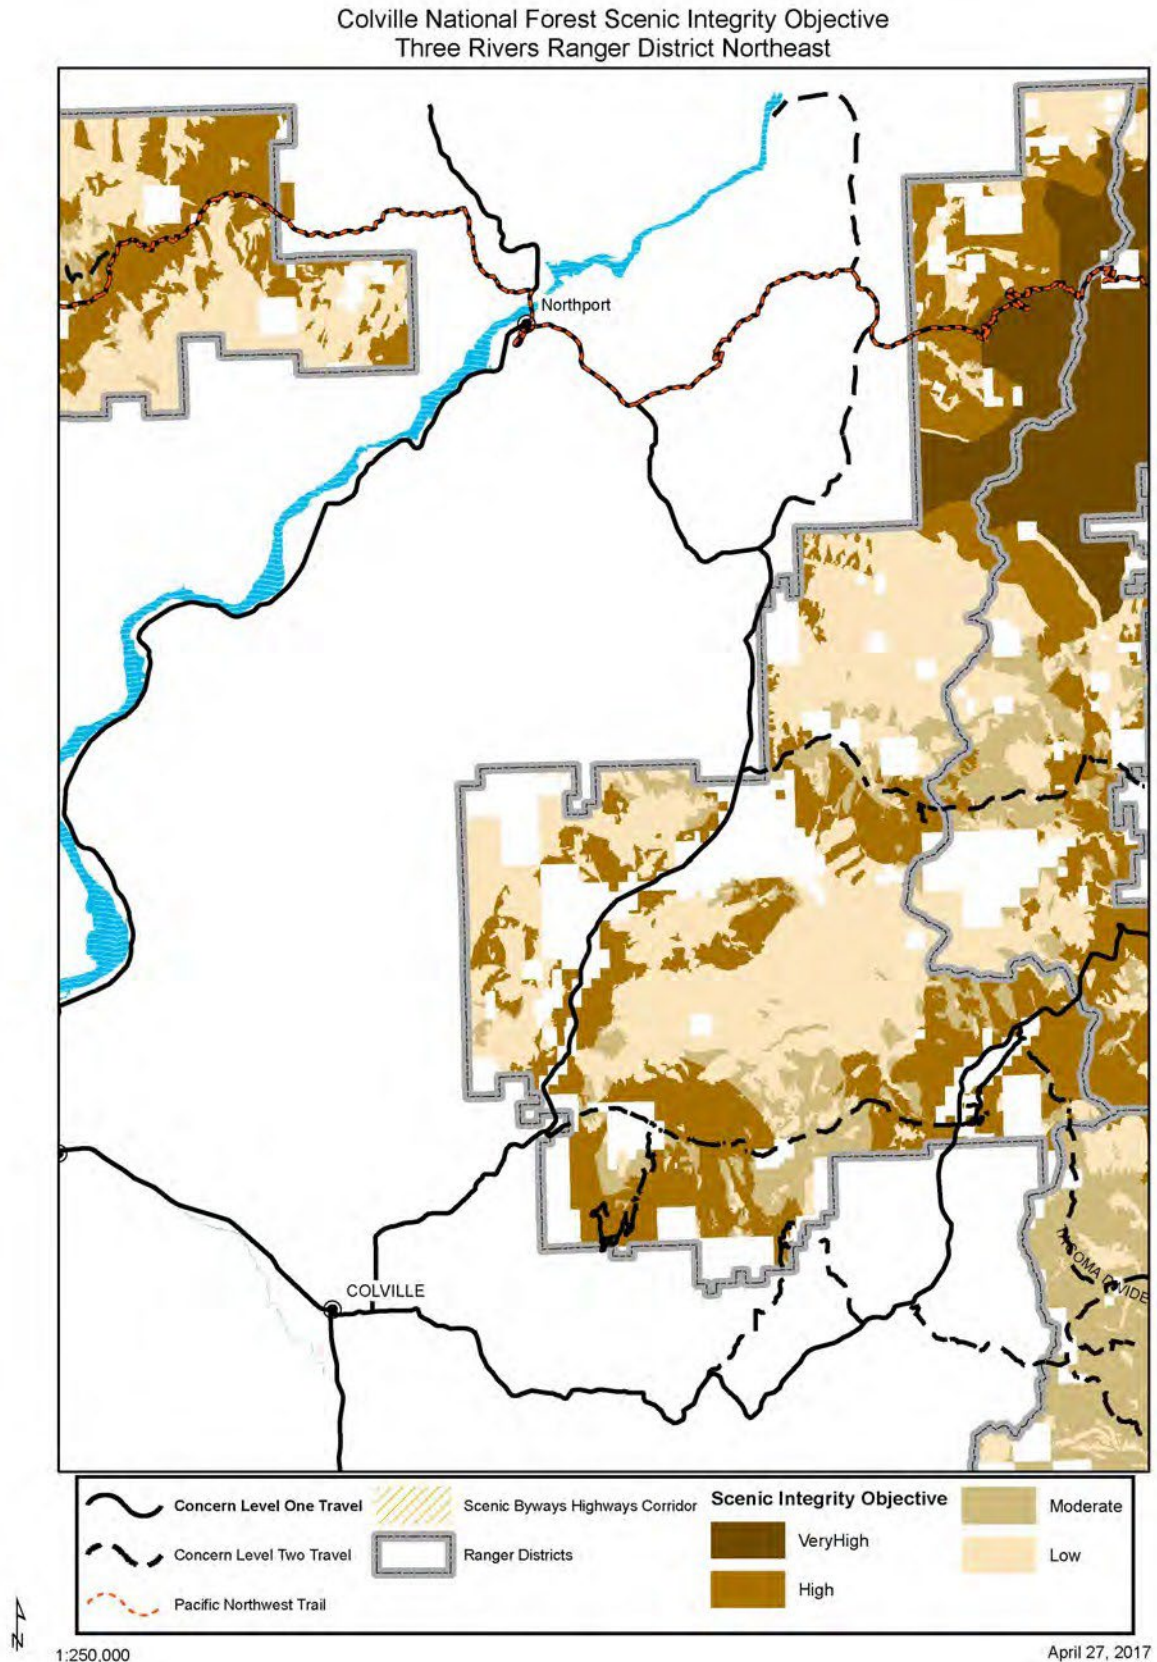 Colville National Forest Scenic Integrity Objective
Three Rivers Ranger District Northeast
Northport
COLVILLE
TACOMA DIVIDE
Concern Level One Travel
Concern Level Two Travel
Pacific Northwest Trail
Scenic Byways Highways Corridor
Ranger Districts
Scenic Integrity Objective
VeryHigh
High
Moderate
Low
N
1:250,000
April 27, 2017